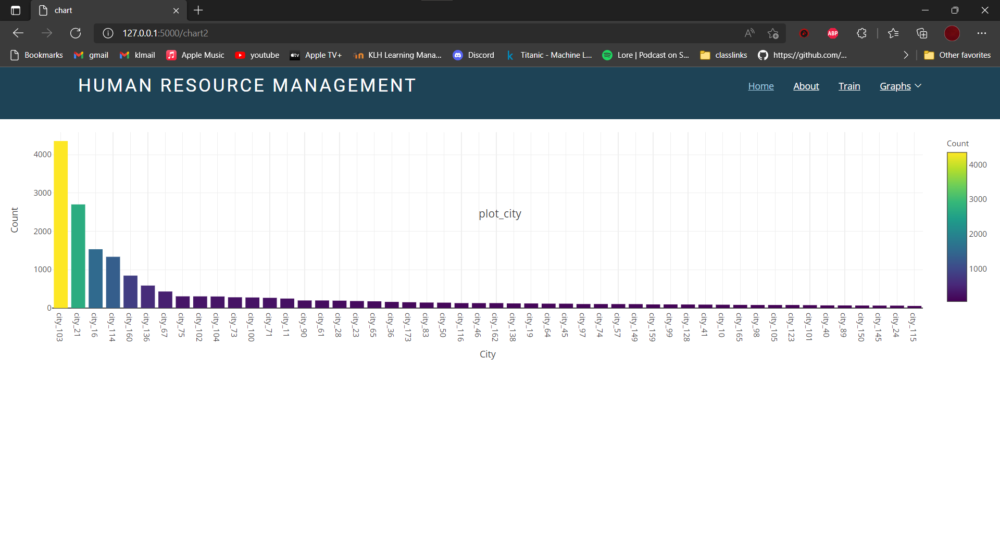 chart
127.0.0.1:5000/chart2
ABP
Bookmarks gmail klmail Apple Music youtube Apple TV+ KLH Learning Mana... Discord Titanic - Machine L... Lore | Podcast on S... classlinks https://github.com/... Other favorites
HUMAN RESOURCE MANAGEMENT
Home About Train Graphs
plot_city
Count
4000
3000
2000
1000
0
city_103 city_21 city_16 city_114 city_160 city_136 city_67 city_75 city_102 city_104 city_73 city_100 city_71 city_11 city_90 city_61 city_28 city_23 city_65 city_36 city_173 city_83 city_50 city_116 city_46 city_162 city_138 city_19 city_64 city_45 city_97 city_74 city_57 city_149 city_159 city_99 city_128 city_41 city_10 city_165 city_98 city_105 city_123 city_101 city_40 city_89 city_150 city_145 city_24 city_115
City
Count
4000
3000
2000
1000